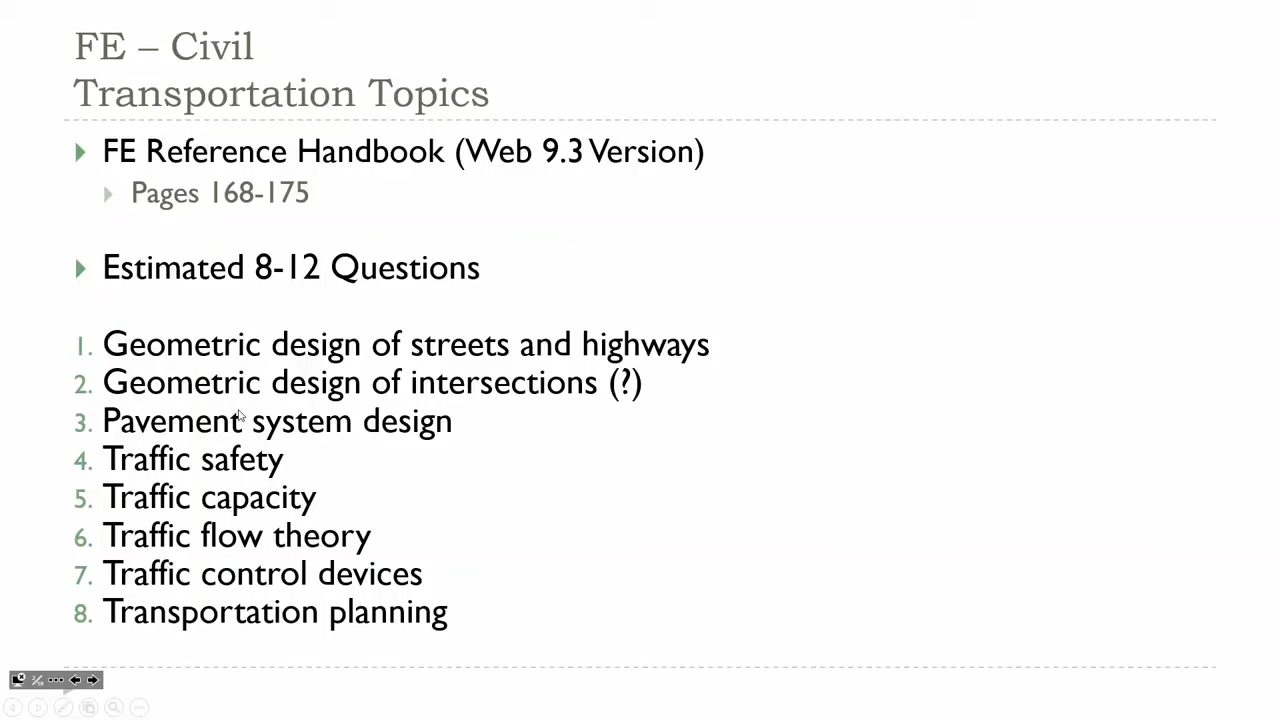 FE – Civil
Transportation Topics
FE Reference Handbook (Web 9.3 Version)
Pages 168-175
Estimated 8-12 Questions
1. Geometric design of streets and highways
2. Geometric design of intersections (?)
3. Pavement system design
4. Traffic safety
5. Traffic capacity
6. Traffic flow theory
7. Traffic control devices
8. Transportation planning